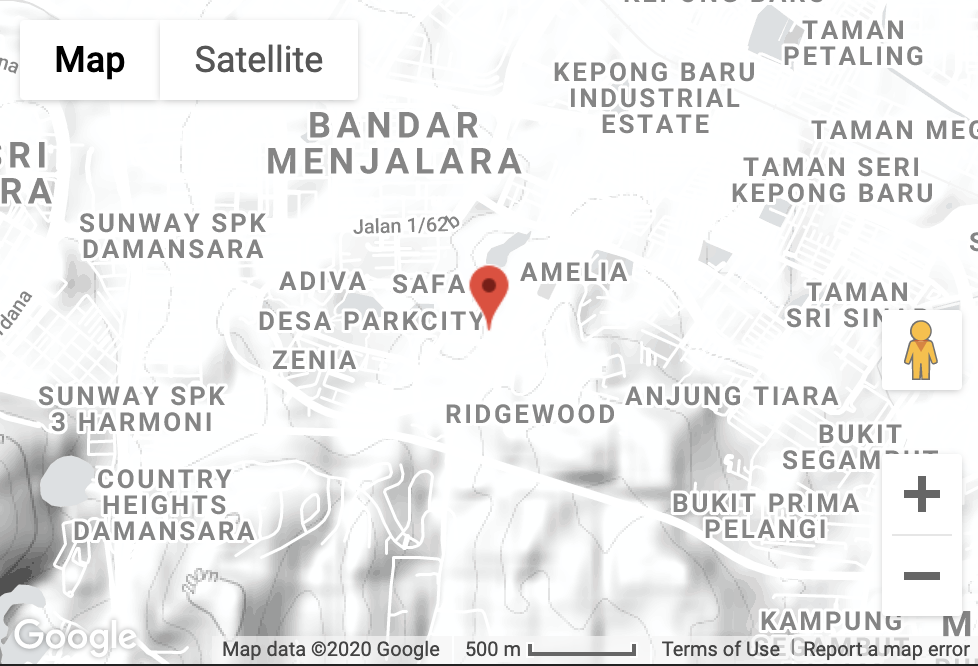 KEPONG BARU
TAMAN
PETALING
Map
Satellite
KEPONG BARU
INDUSTRIAL
ESTATE
BANDAR
MENJALARA
TAMAN MEG
TAMAN SERI
KEPONG BARU
SRI
RA
SUNWAY SPK
DAMANSARA
Jalan 1/62b
ADIVA
SAFA
AMELIA
TAMAN
SRI SINAR
DESA PARKCITY
ZENIA
SUNWAY SPK
3 HARMONI
RIDGEWOOD
ANJUNG TIARA
BUKIT
SEGAMBUT
COUNTRY
HEIGHTS
DAMANSARA
BUKIT PRIMA
PELANGI
200m
KAMPUNG
SEGAMBUT
M
Google
Map data ©2020 Google
500 m
Terms of Use
Report a map error